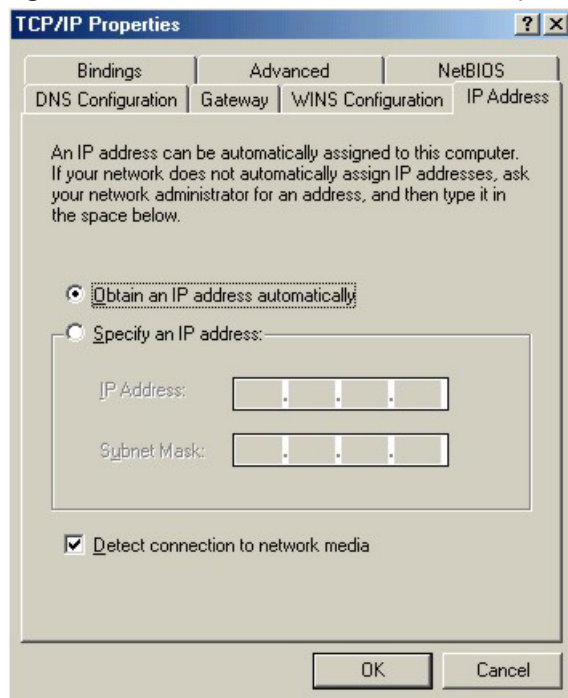 TCP/IP Properties
Bindings Advanced NetBIOS
DNS Configuration Gateway WINS Configuration IP Address
An IP address can be automatically assigned to this computer.
If your network does not automatically assign IP addresses, ask
your network administrator for an address, and then type it in
the space below.
Obtain an IP address automatically
Specify an IP address:
IP Address:
Subnet Mask:
Detect connection to network media
OK Cancel